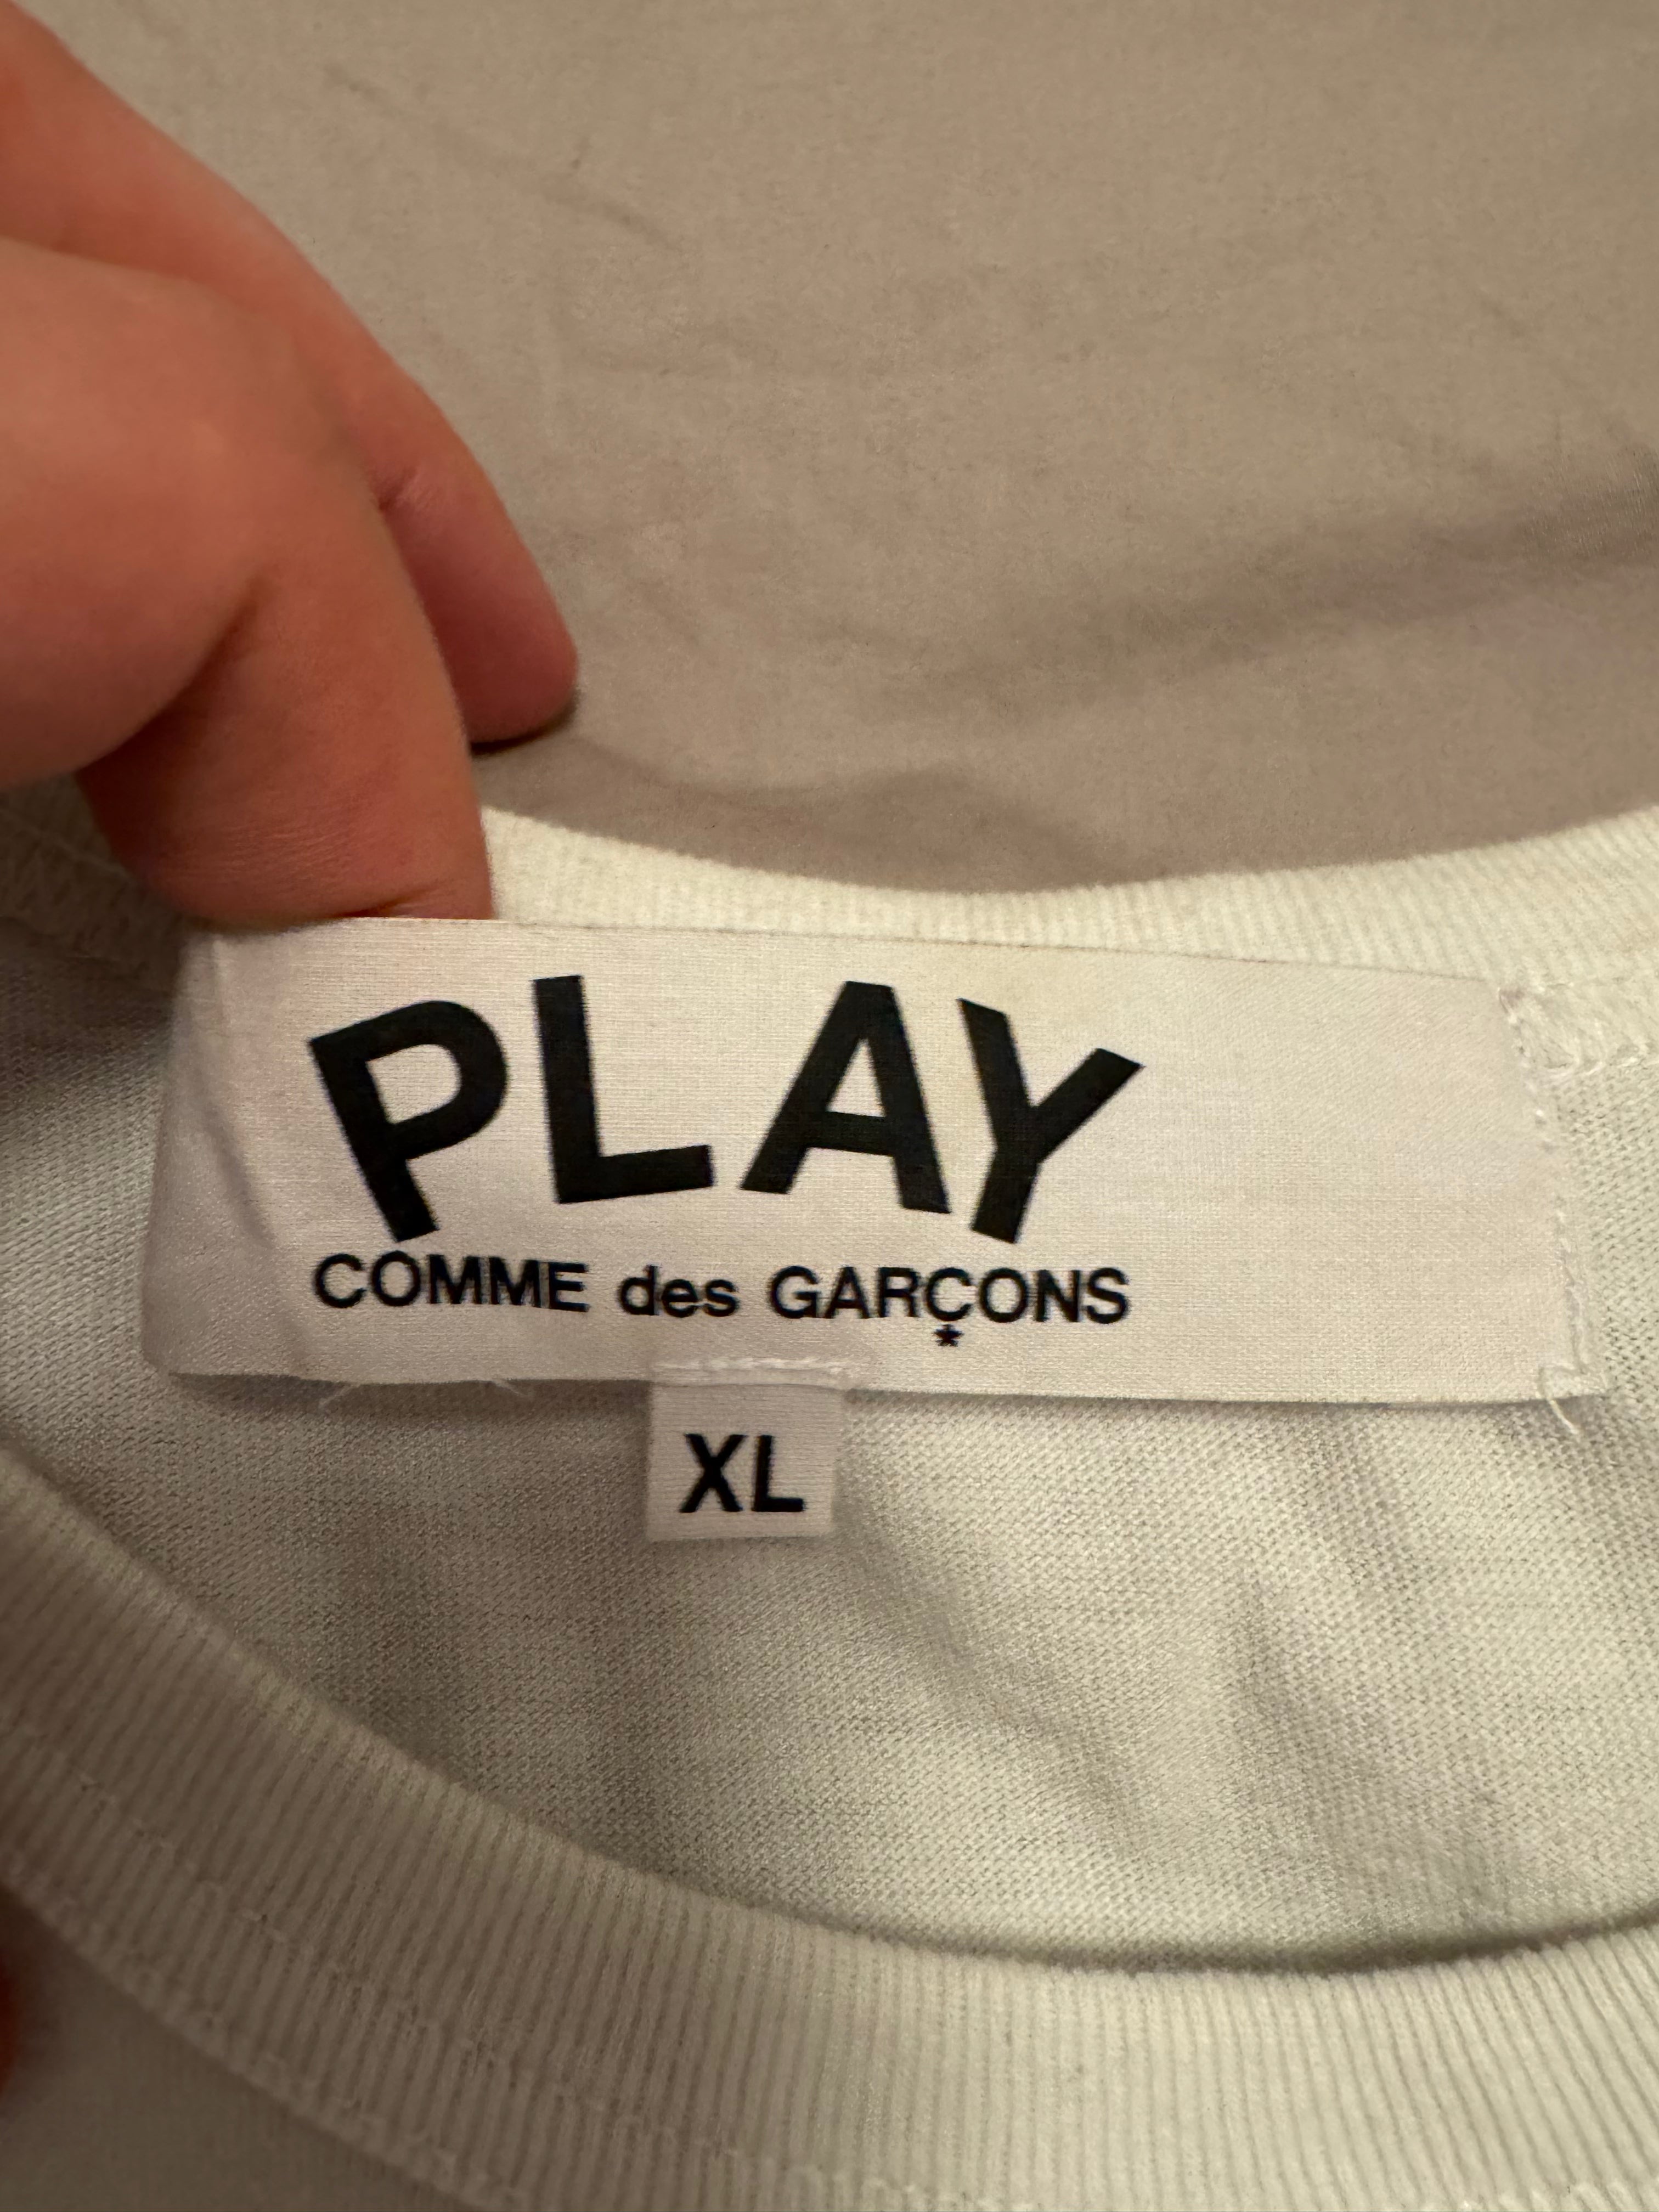 PLAY
COMME des GARÇONS
*
XL